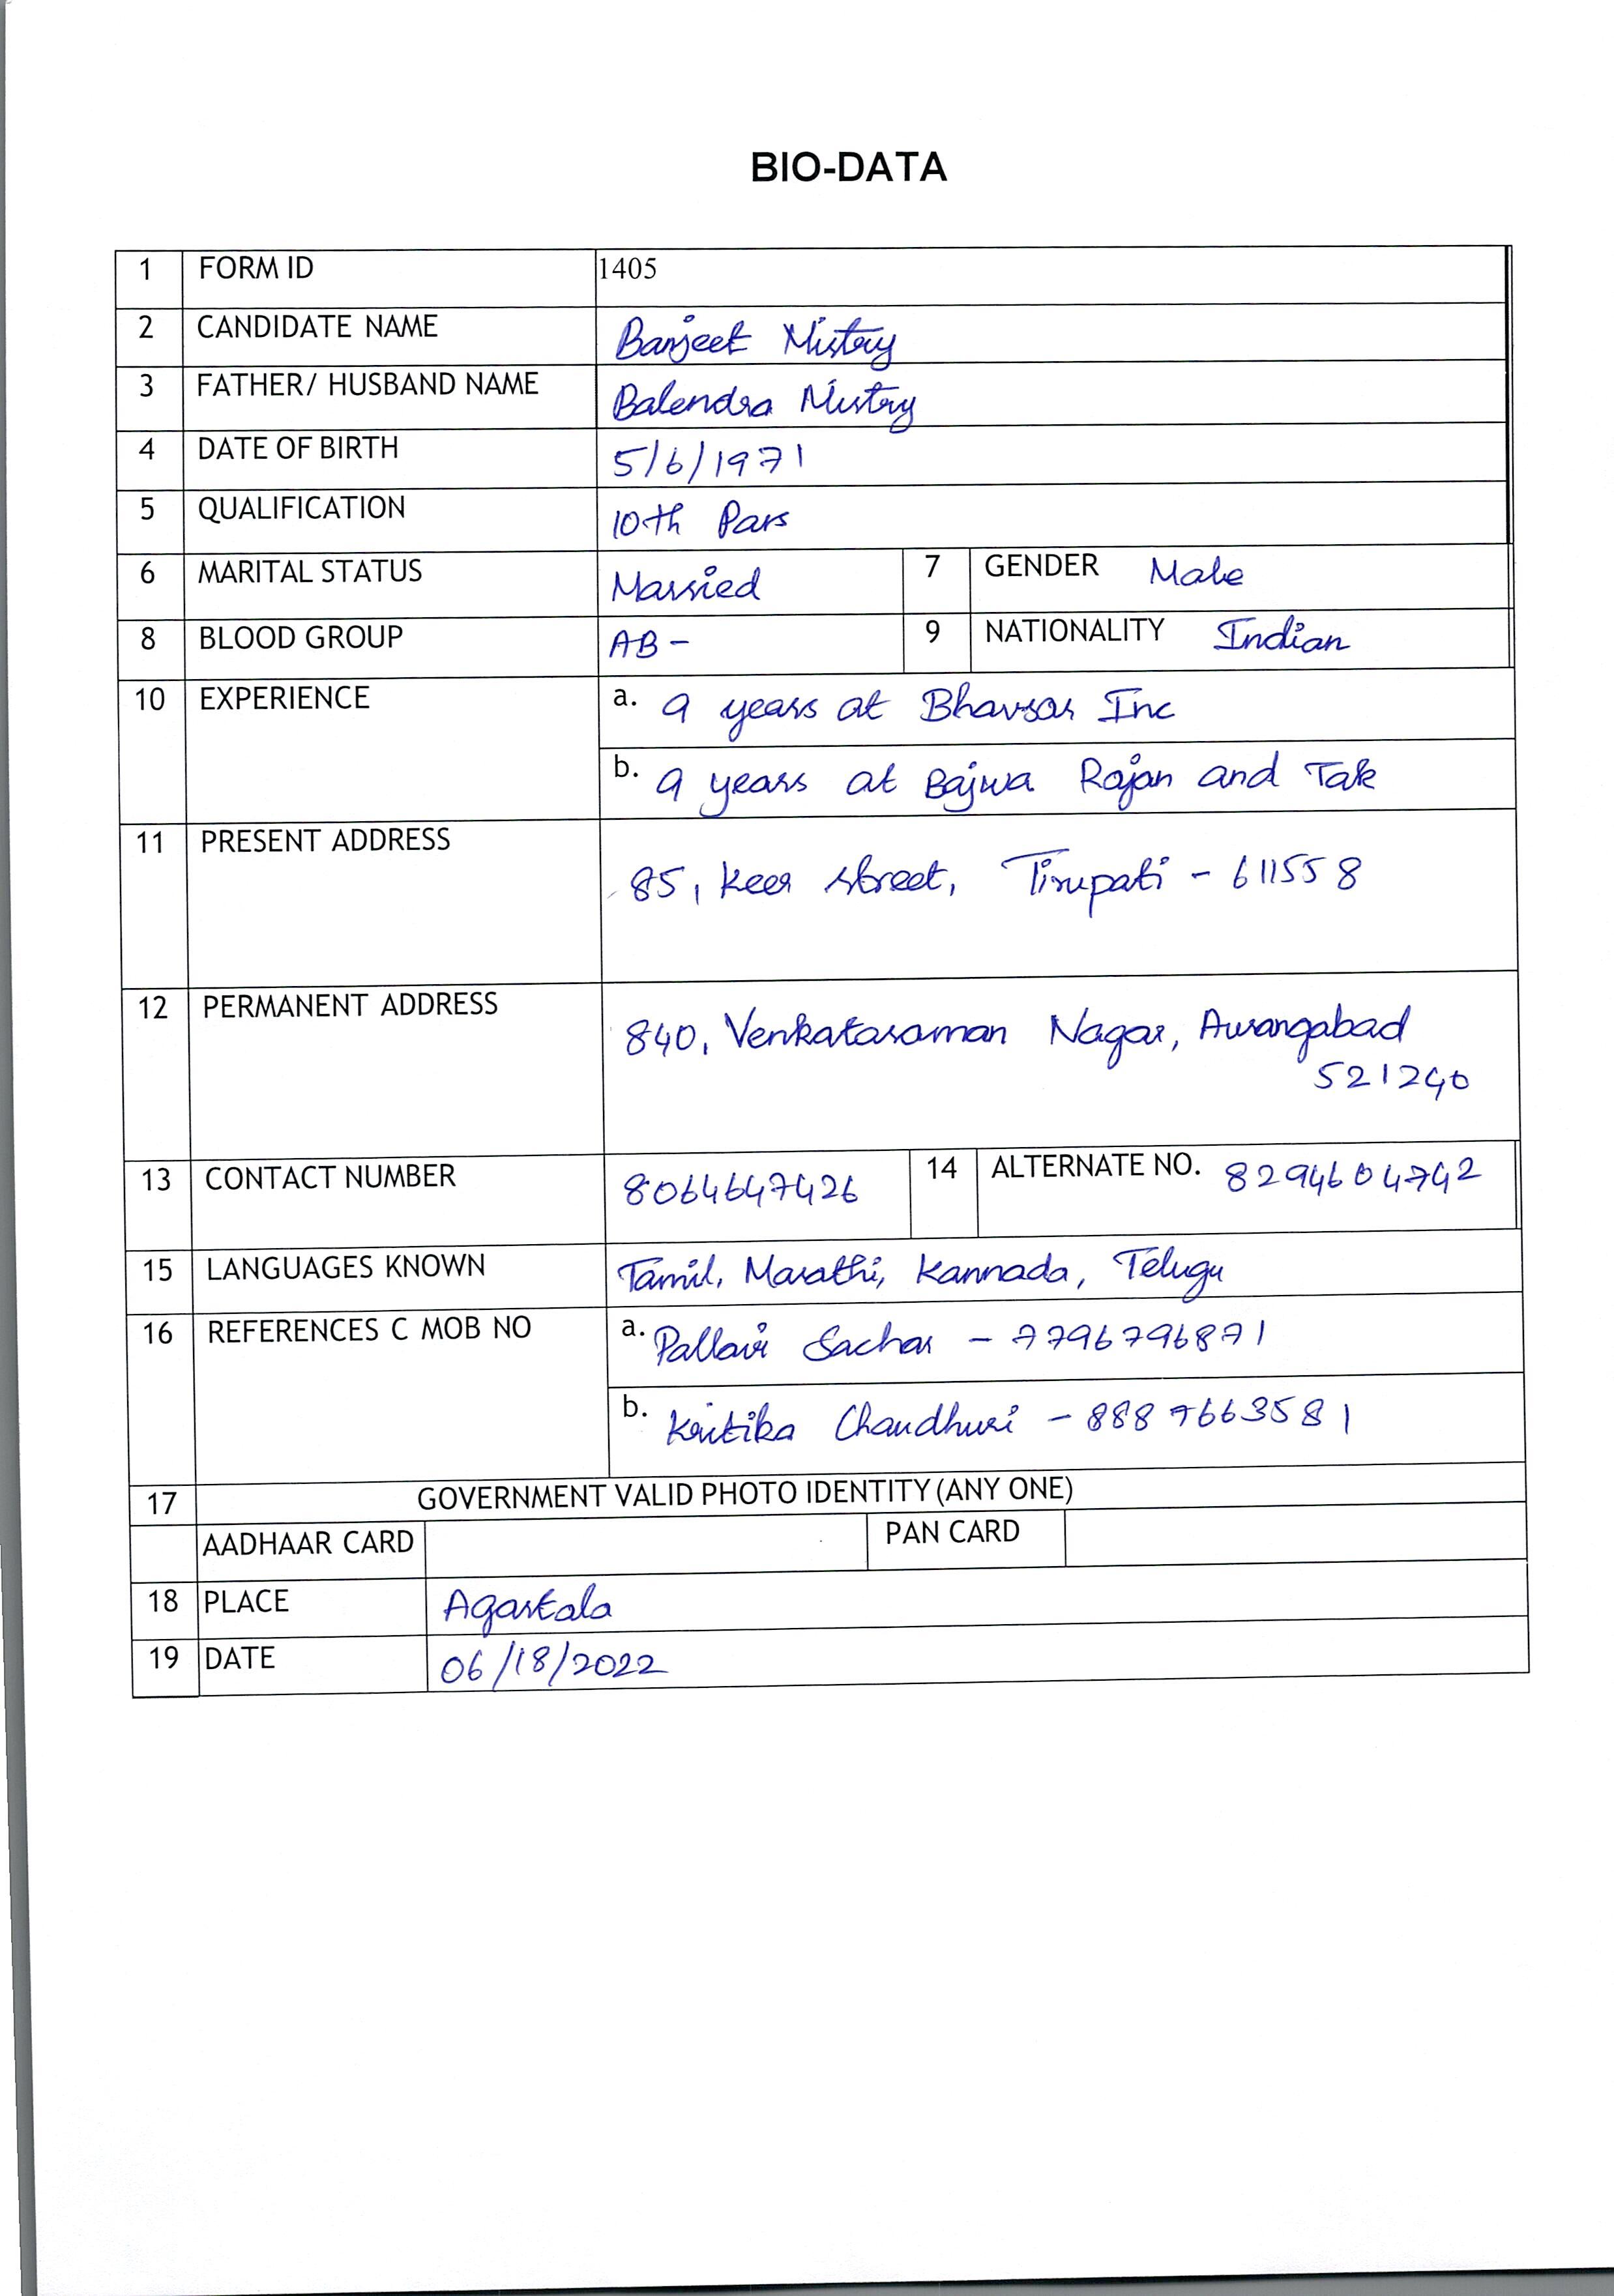 BIO-DATA
1 FORM ID 1405
2 CANDIDATE NAME Banjeet Mistry
3 FATHER/ HUSBAND NAME Balendra Mistry
4 DATE OF BIRTH 5/6/1971
5 QUALIFICATION 10th Pass
6 MARITAL STATUS Married 7 GENDER Male
8 BLOOD GROUP AB- 9 NATIONALITY Indian
10 EXPERIENCE a. 9 years at Bhavsar Inc
b. 9 years at Bajwa Rajan and Tak
11 PRESENT ADDRESS
85, Keer street, Tirupati - 611558
12 PERMANENT ADDRESS
840, Venkataraman Nagar, Aurangabad
521240
13 CONTACT NUMBER 8064647426 14 ALTERNATE NO. 8294604742
15 LANGUAGES KNOWN Tamil, Marathi, Kannada, Telugu
16 REFERENCES C MOB NO a. Pallavi Sachar - 7796796871
b. Kritika Chaudhuri - 8887663581
17 GOVERNMENT VALID PHOTO IDENTITY (ANY ONE)
AADHAAR CARD PAN CARD
18 PLACE Agartala
19 DATE 06/18/2022